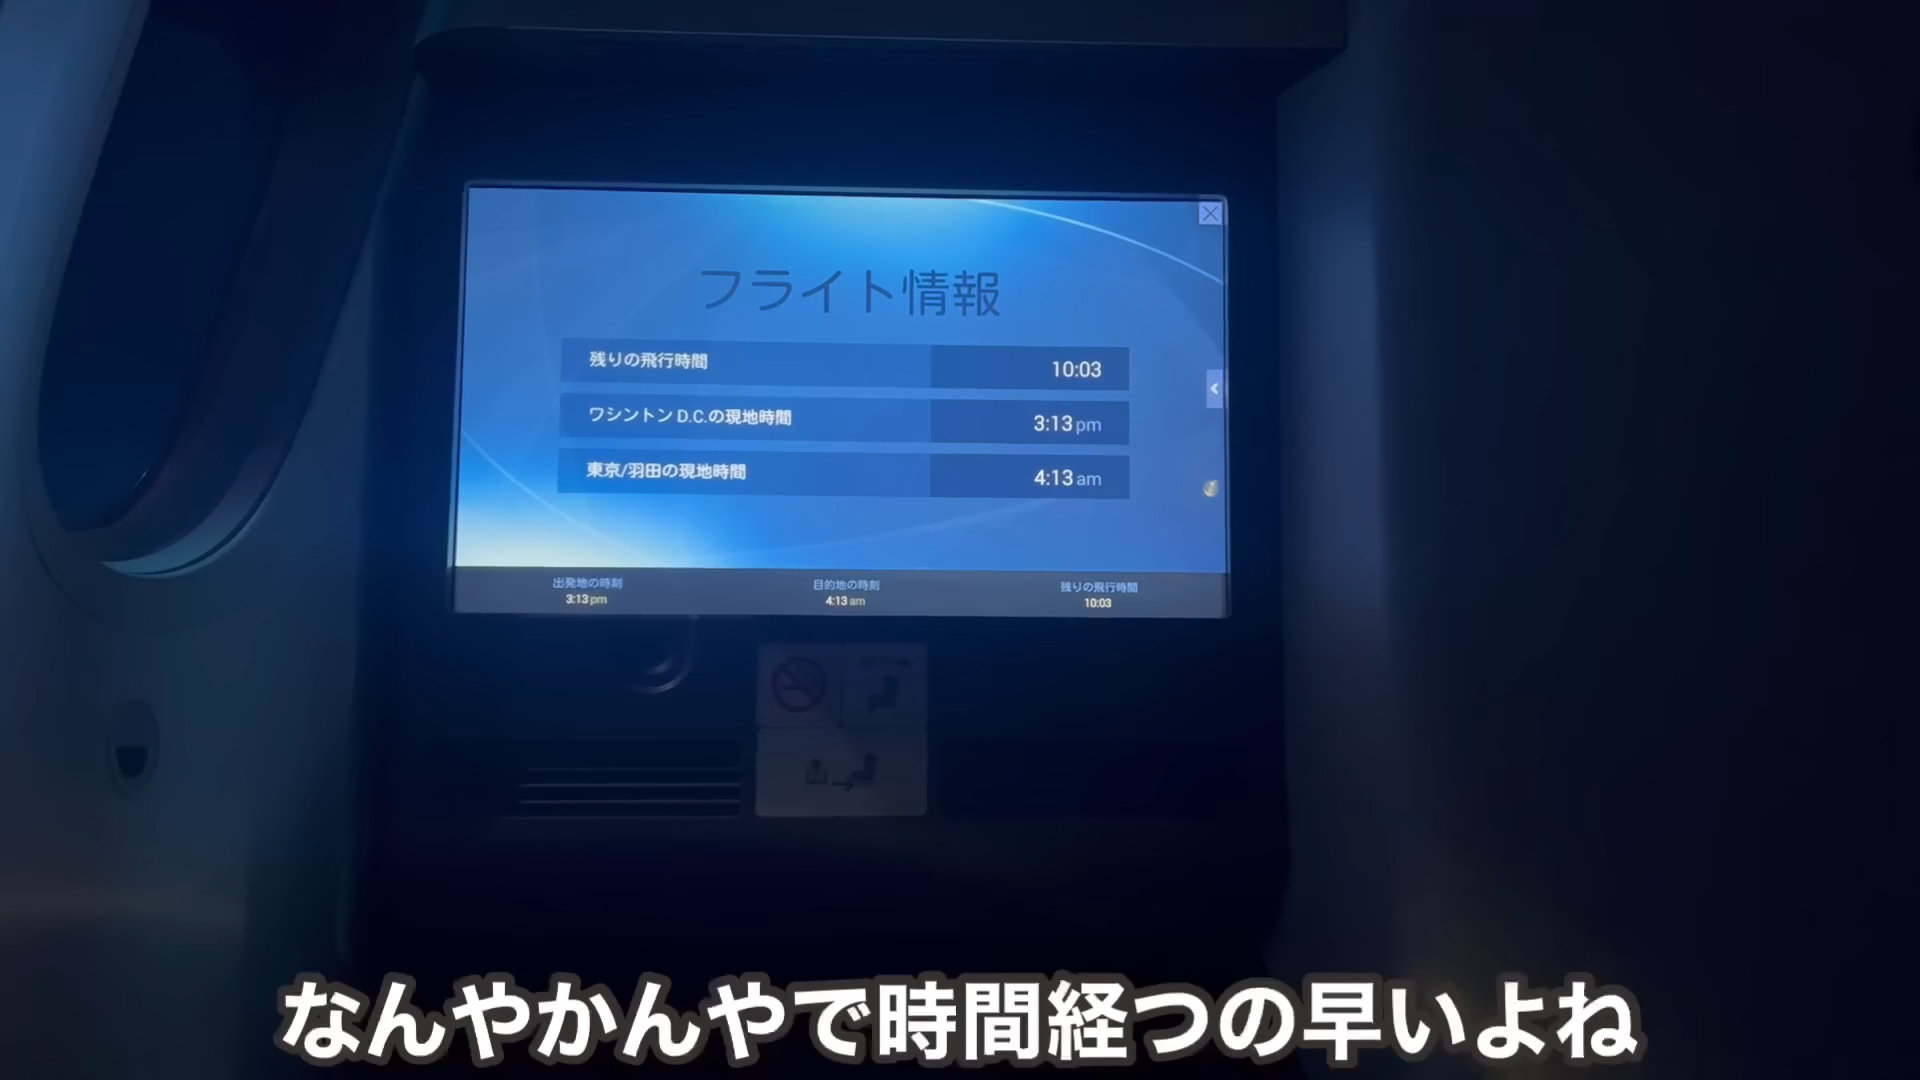 フライト情報
残りの飛行時間 10:03
ワシントン D.C.の現地時間 3:13 pm
東京/羽田の現地時間 4:13 am
出発地の時刻 目的地の時刻 残りの飛行時間
3:13 pm 4:13 am 10:03
なんやかんやで時間経つの早いよね